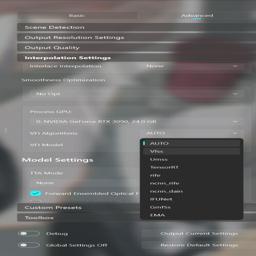 Basic
Advanced
Scene Detection
Output Resolution Settings
Output Quality
Interpolation Settings
Interlace Interpolation
None
Smoothness Optimization
No Opt
Process GPU
0: NVIDIA GeForce RTX 3090, 24.0 GB
VFI Algorithms
AUTO
VFI Model
AUTO
Vfss
Umss
TensorRT
rife
ncnn_rife
ncnn_dain
IFUNet
GmfSs
EMA
Model Settings
TTA Mode
None
Forward Ensembled Optical
Custom Presets
Toolbox
Debug
Output Current Settings
Global Settings Off
Restore Default Settings